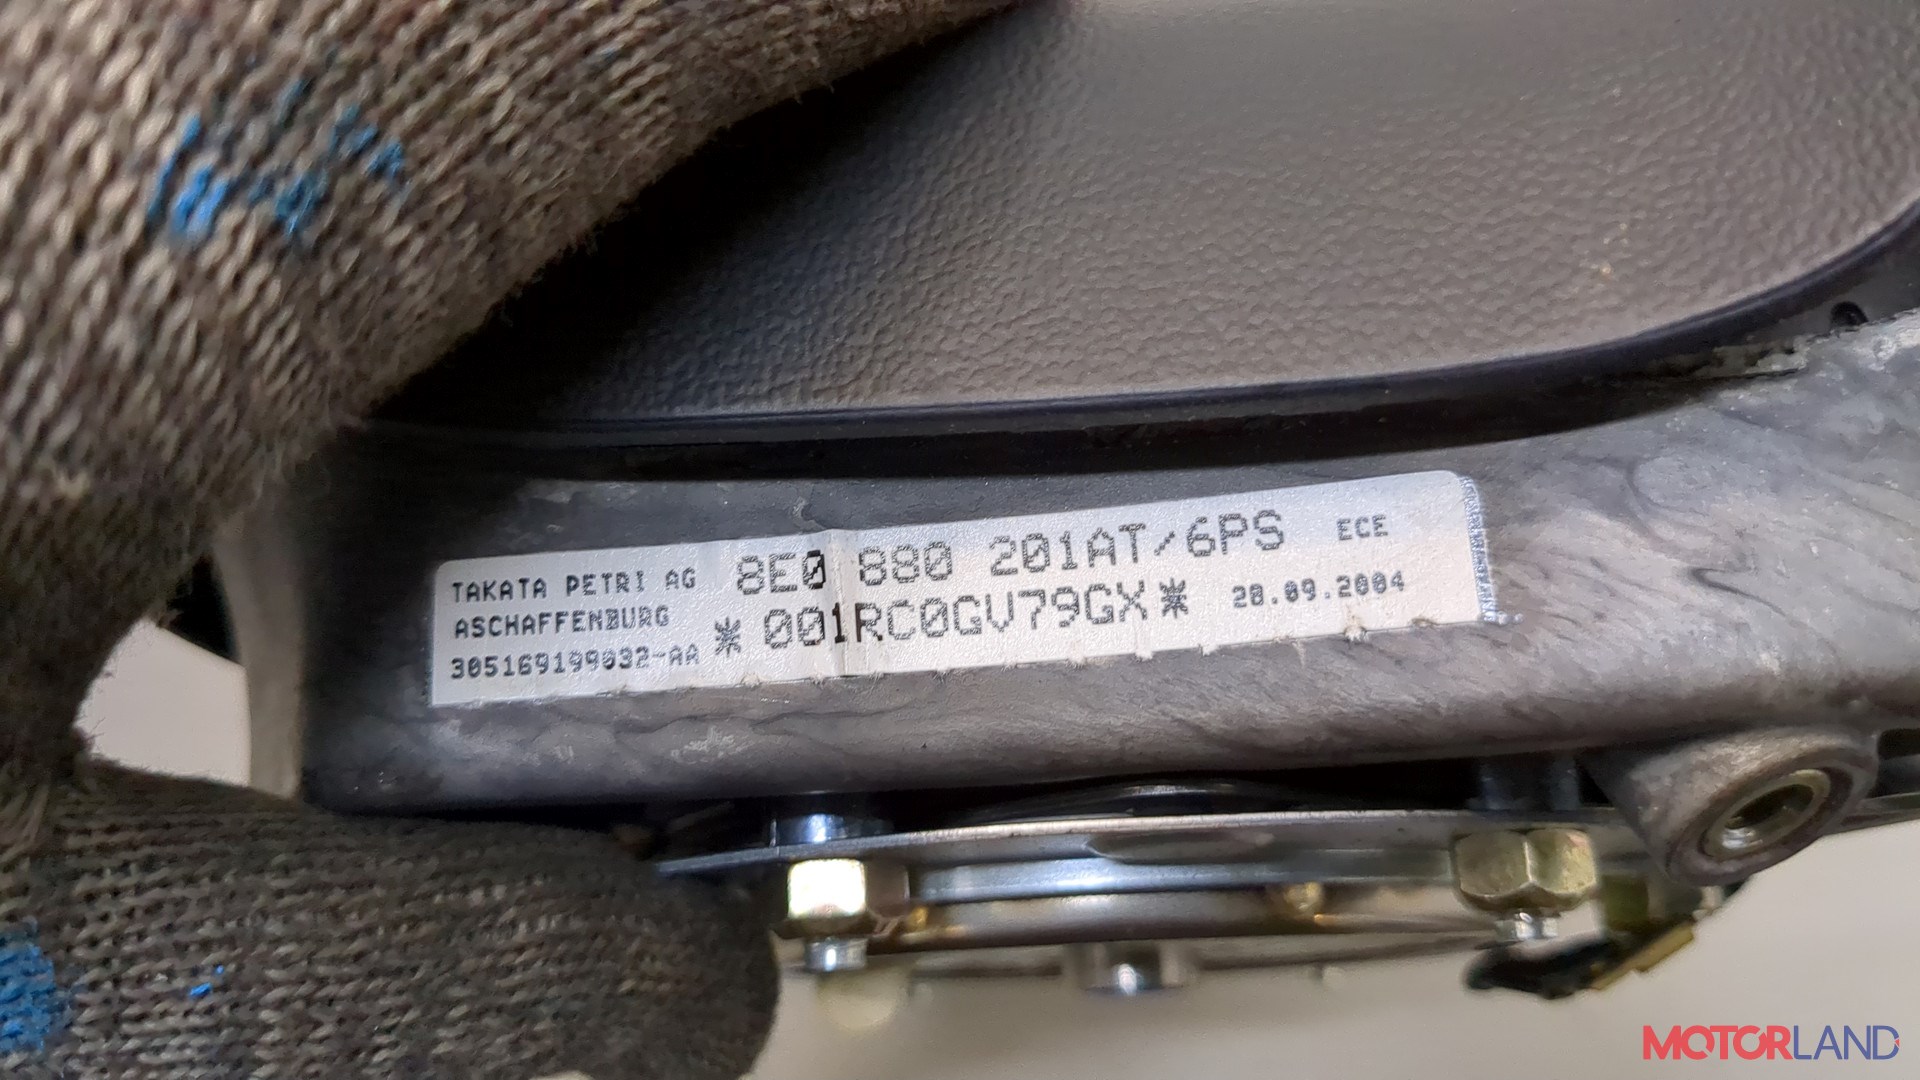 TAKATA PETRI AG
ASCHAFFENBURG
305169199032-AA
8E0 880 201AT/6PS
*001RC0GV79GX*
ECE
28.09.2004
MOTORLAND